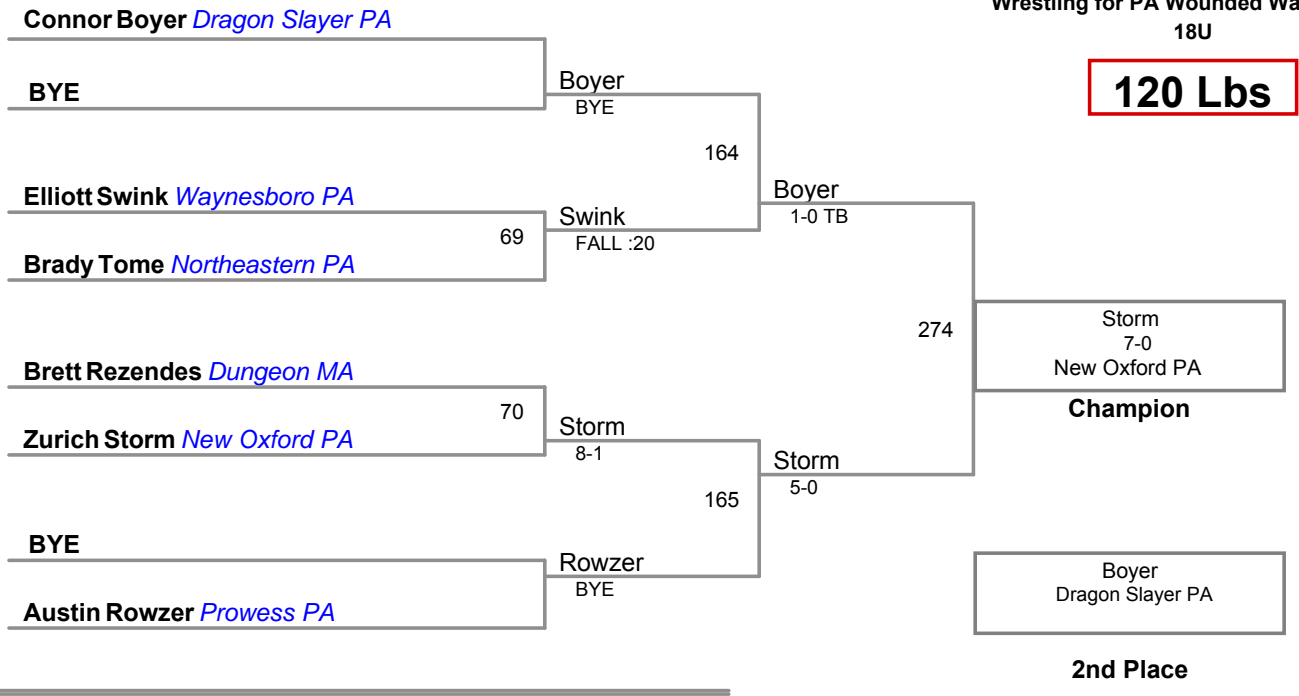 Connor Boyer Dragon Slayer PA
Wrestling for PA Wounded Wa
18U
120 Lbs
BYE
Boyer
BYE
164
Elliott Swink Waynesboro PA
Boyer
1-0 TB
69
Swink
FALL :20
Brady Tome Northeastern PA
274
Storm
7-0
New Oxford PA
Champion
Brett Rezendes Dungeon MA
70
Zurich Storm New Oxford PA
Storm
8-1
Storm
5-0
165
BYE
Rowzer
BYE
Austin Rowzer Prowess PA
Boyer
Dragon Slayer PA
2nd Place